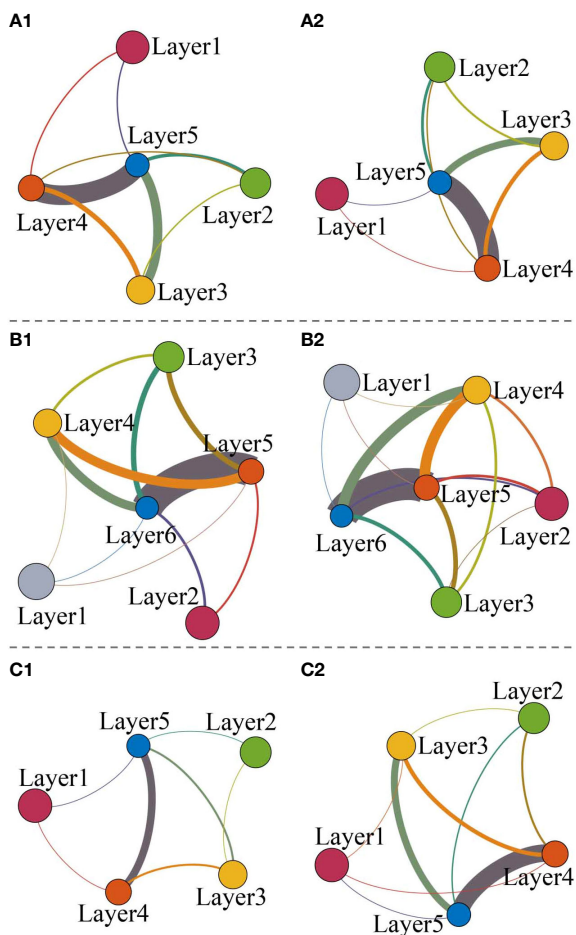 A1
Layer1
Layer5
Layer4
Layer2
Layer3
A2
Layer2
Layer3
Layer5
Layer1
Layer4
B1
Layer3
Layer4
Layer5
Layer6
Layer1
Layer2
B2
Layer1
Layer4
Layer5
Layer2
Layer6
Layer3
C1
Layer5
Layer2
Layer1
Layer4
Layer3
C2
Layer2
Layer3
Layer1
Layer4
Layer5